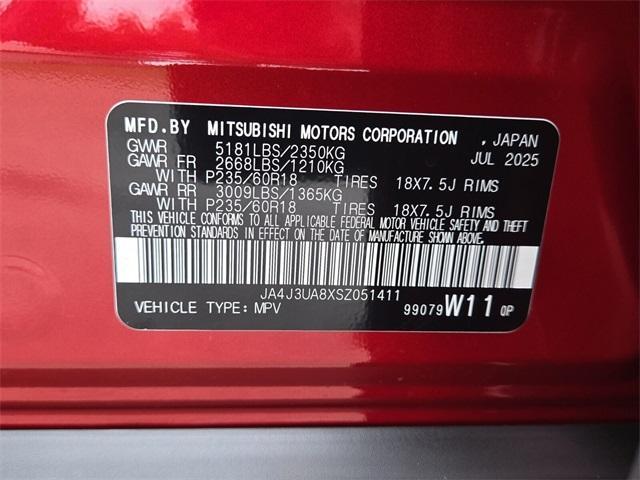 MFD.BY MITSUBISHI MOTORS CORPORATION , JAPAN
GVWR 5181LBS/2350KG JUL 2025
GAWR FR 2668LBS/1210KG
WITH P235/60R18 TIRES 18X7.5J RIMS
GAWR RR 3009LBS/1365KG
WITH P235/60R18 TIRES 18X7.5J RIMS
THIS VEHICLE CONFORMS TO ALL APPLICABLE FEDERAL MOTOR VEHICLE SAFETY AND THEFT
PREVENTION STANDARDS IN EFFECT ON THE DATE OF MANUFACTURE SHOWN ABOVE.
JA4J3UA8XSZ051411
VEHICLE TYPE: MPV 99079 W11 0P